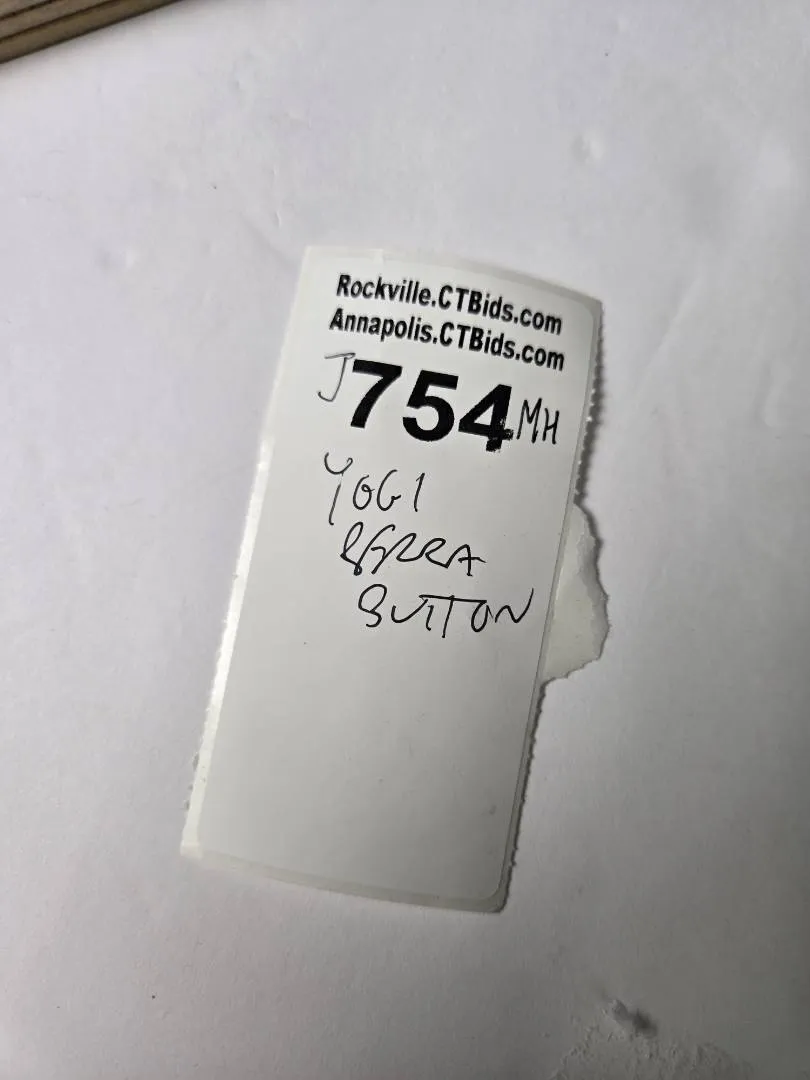 Rockville.CTBids.com
Annapolis.CTBids.com
J754MH
YOGI
BERRA
BUTTON